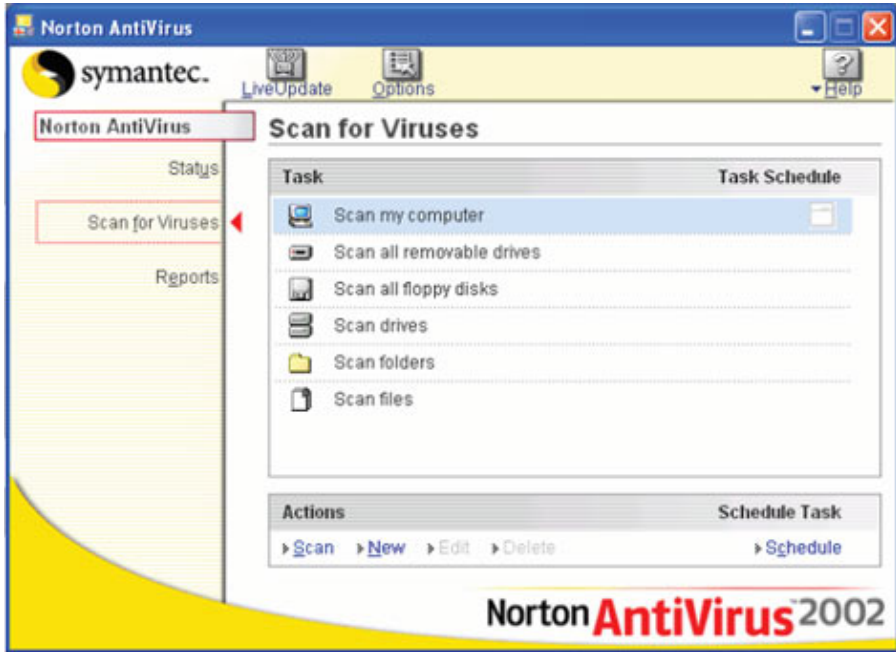 Norton AntiVirus
symantec.
LiveUpdate
Options
Help
Norton AntiVirus
Status
Scan for Viruses
Reports
Scan for Viruses
Task Task Schedule
Scan my computer
Scan all removable drives
Scan all floppy disks
Scan drives
Scan folders
Scan files
Actions Schedule Task
Scan New Edit Delete Schedule
Norton AntiVirus 2002